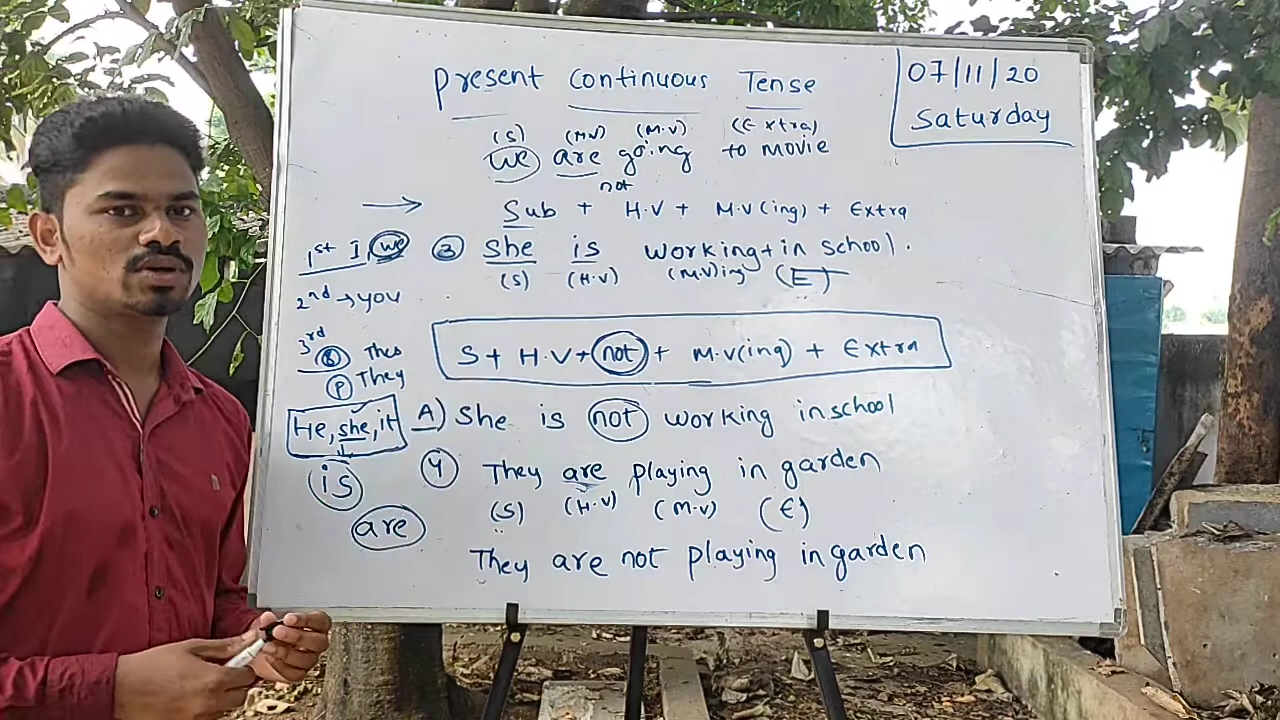 Present Continuous Tense
07/11/20
Saturday
(S) (H.V) (M.V) (Extra)
We are going to movie
not
Sub + H.V + M.V(ing) + Extra
1st I, we
② She is working + in school.
(S) (H.V) (M.V)ing (E)
2nd → you
3rd
Ⓟ They
S + H.V + not + M.V(ing) + Extra
He, she, it
A) She is not working in school
is
4 They are playing in garden
(S) (H.V) (M.V) (E)
are
They are not playing in garden